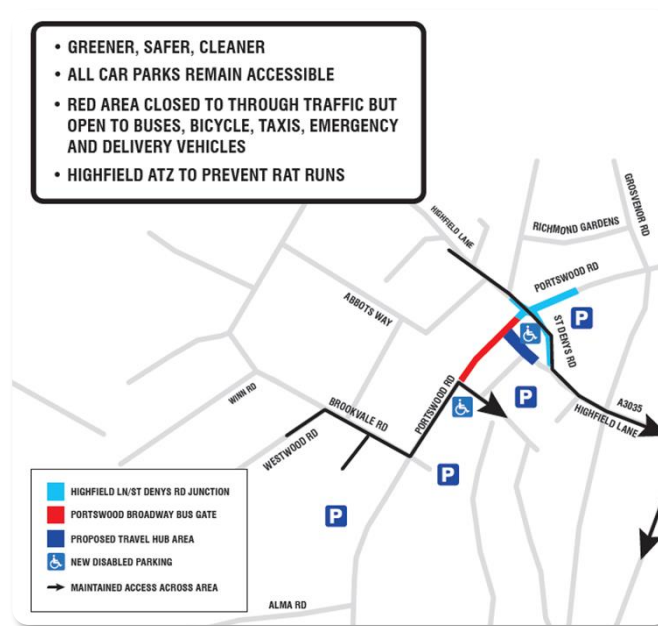 • GREENER, SAFER, CLEANER
• ALL CAR PARKS REMAIN ACCESSIBLE
• RED AREA CLOSED TO THROUGH TRAFFIC BUT
OPEN TO BUSES, BICYCLE, TAXIS, EMERGENCY
AND DELIVERY VEHICLES
• HIGHFIELD ATZ TO PREVENT RAT RUNS
HIGHFIELD LANE
RICHMOND GARDENS
GROSVENOR RD
PORTSWOOD RD
ABBOTS WAY
P
ST DENYS RD
WINN RD
BROOKVALE RD
PORTSWOOD RD
P
A3035
HIGHFIELD LANE
WESTWOOD RD
P
P
HIGHFIELD LN/ST DENYS RD JUNCTION
PORTSWOOD BROADWAY BUS GATE
PROPOSED TRAVEL HUB AREA
NEW DISABLED PARKING
MAINTAINED ACCESS ACROSS AREA
ALMA RD